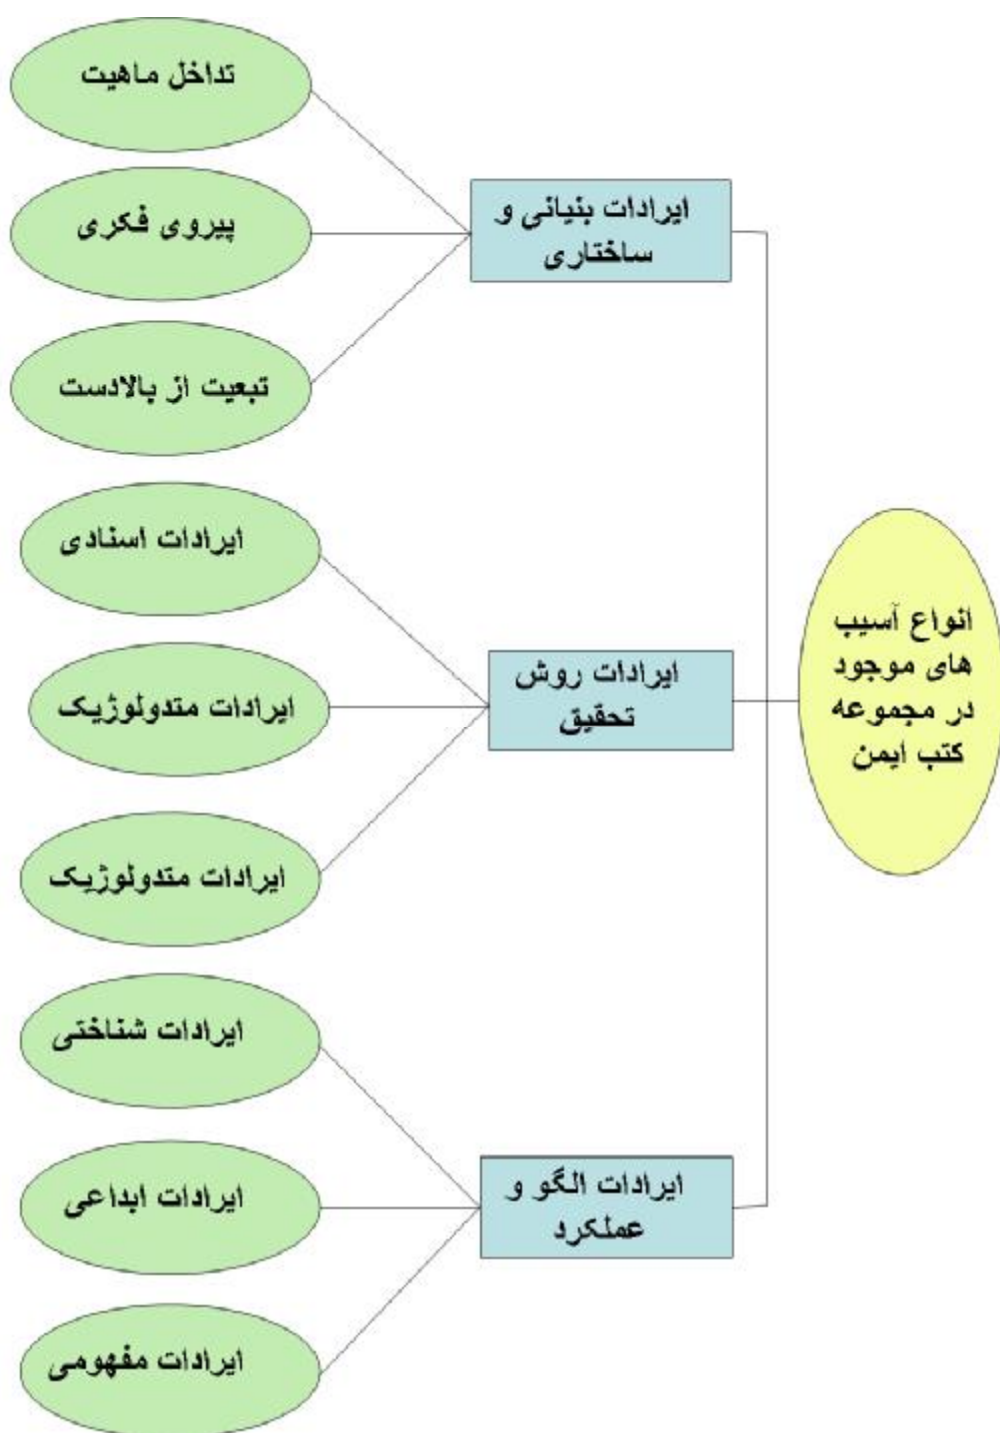 انواع آسیب
های موجود
در مجموعه
کتب ایمن
ایرادات بنیانی و
ساختاری
تداخل ماهیت
پیروی فکری
تبعیت از بالادست
ایرادات روش
تحقیق
ایرادات اسنادی
ایرادات متدولوژیک
ایرادات متدولوژیک
ایرادات الگو و
عملکرد
ایرادات شناختی
ایرادات ابداعی
ایرادات مفهومی